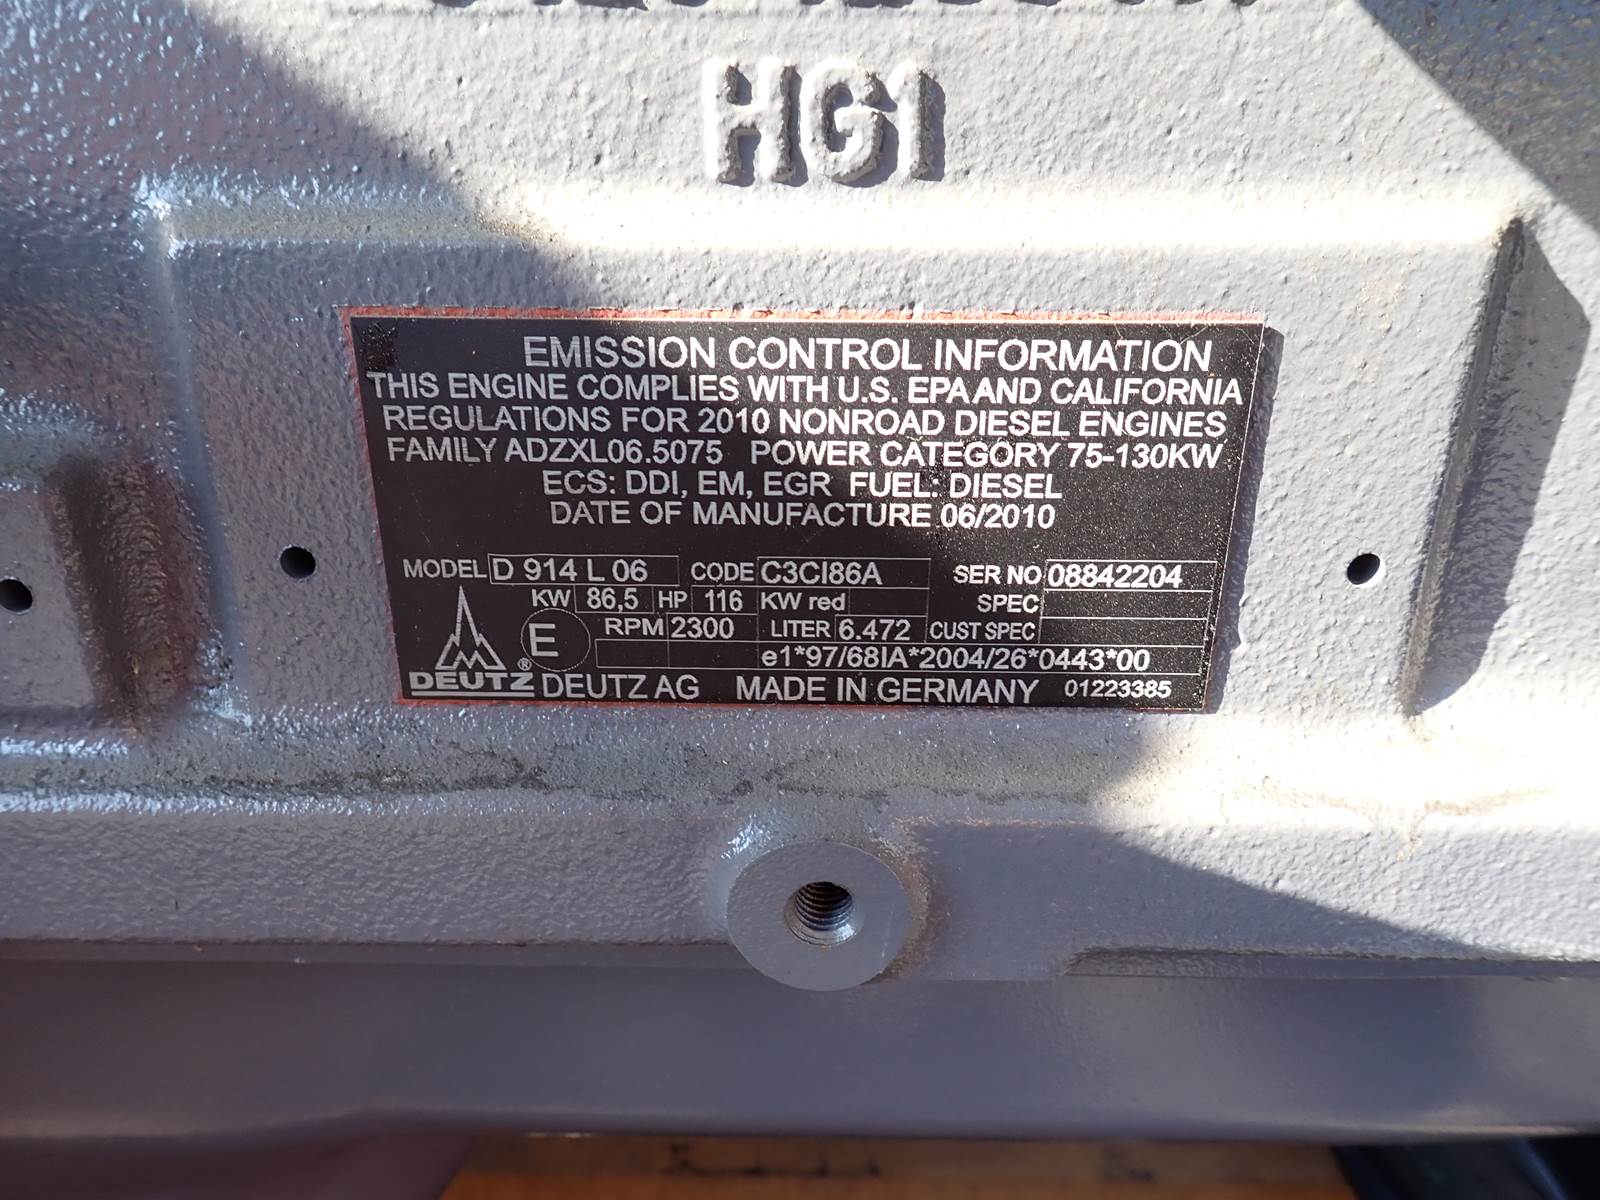 HG1
EMISSION CONTROL INFORMATION
THIS ENGINE COMPLIES WITH U.S. EPA AND CALIFORNIA
REGULATIONS FOR 2010 NONROAD DIESEL ENGINES
FAMILY ADZXL06.5075 POWER CATEGORY 75-130KW
ECS: DDI, EM, EGR FUEL: DIESEL
DATE OF MANUFACTURE 06/2010
MODEL D 914 L 06 CODE C3CI86A SER NO 08842204
KW 86,5 HP 116 KW red SPEC
E RPM 2300 LITER 6.472 CUST SPEC
e1*97/68IA*2004/26*0443*00
DEUTZ ® DEUTZ AG MADE IN GERMANY 01223385